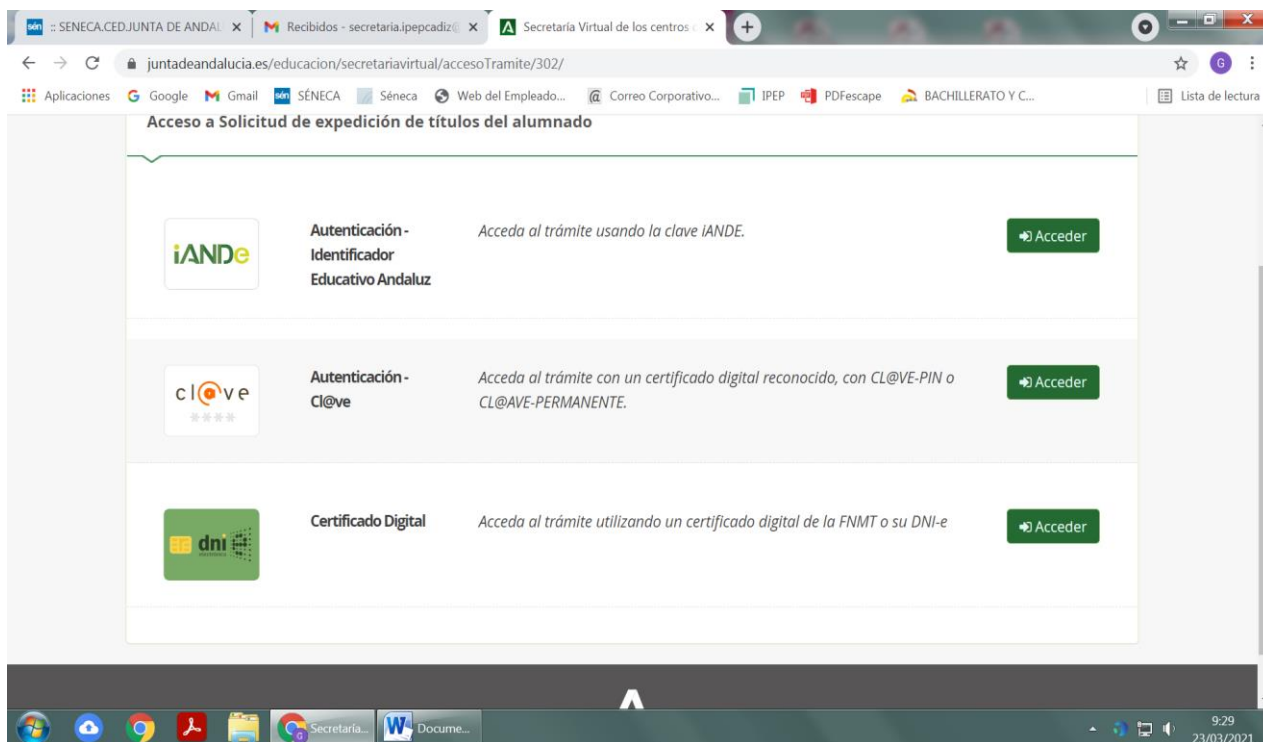 :: SENECA.CED.JUNTA DE ANDAL
Recibidos - secretaria.ipepcadiz@
Secretaría Virtual de los centros
juntadeandalucia.es/educacion/secretariavirtual/accesoTramite/302/
G
Aplicaciones Google Gmail SÉNECA Séneca Web del Empleado... Correo Corporativo... IPEP PDFescape BACHILLERATO Y C... Lista de lectura
Acceso a Solicitud de expedición de títulos del alumnado
iANDe
Autenticación -
Identificador
Educativo Andaluz
Acceda al trámite usando la clave iANDE.
Acceder
cl@ve
****
Autenticación -
Cl@ve
Acceda al trámite con un certificado digital reconocido, con CL@VE-PIN o
CL@AVE-PERMANENTE.
Acceder
dni
Certificado Digital
Acceda al trámite utilizando un certificado digital de la FNMT o su DNI-e
Acceder
Secretaría... Docume...
9:29
23/03/2021